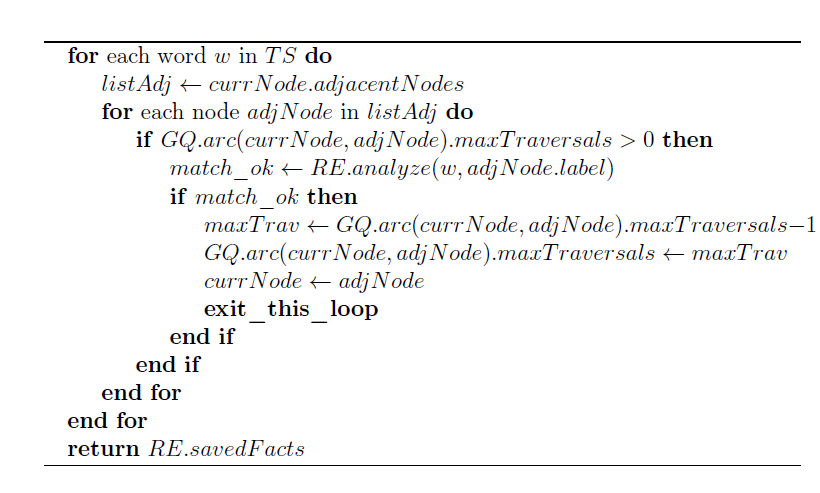 for each word w in TS do
listAdj ← currNode.adjacentNodes
for each node adjNode in listAdj do
if GQ.arc(currNode, adjNode).maxTraversals > 0 then
match_ok ← RE.analyze(w, adjNode.label)
if match_ok then
maxTrav ← GQ.arc(currNode, adjNode).maxTraversals−1
GQ.arc(currNode, adjNode).maxTraversals ← maxTrav
currNode ← adjNode
exit_this_loop
end if
end if
end for
end for
return RE.savedFacts